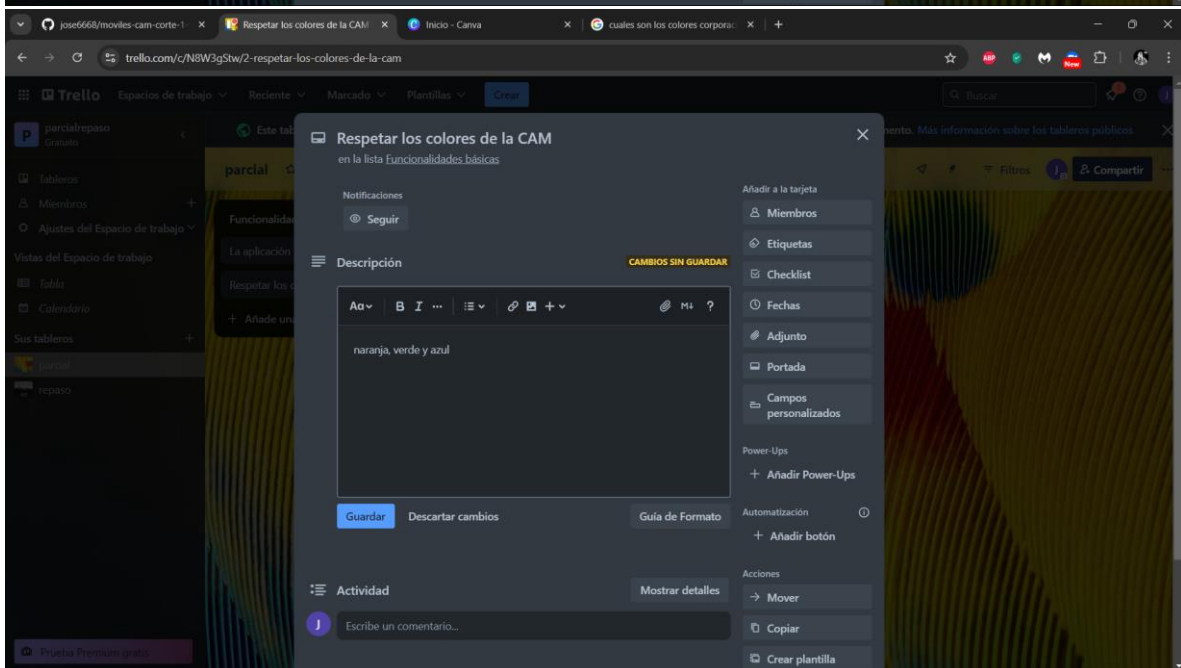 jose6668/moviles-cam-corte-1-
Respetar los colores de la CAM
Inicio - Canva
cuales son los colores corporac
trello.com/c/N8W3gStw/2-respetar-los-colores-de-la-cam
ABP
New
Trello
Espacios de trabajo
Reciente
Marcado
Plantillas
Crear
Buscar
P
parcialrepaso
Gratuito
Este tab
mento. Más información sobre los tableros públicos
parcial
Filtros
J
Compartir
Tableros
Miembros
Ajustes del Espacio de trabajo
Vistas del Espacio de trabajo
Tabla
Calendario
Sus tableros
parcial
repaso
Prueba Premium gratis
Funcionalidad
La aplicación
Respetar los c
+ Añade una
Respetar los colores de la CAM
en la lista Funcionalidades básicas
Notificaciones
Seguir
Descripción
CAMBIOS SIN GUARDAR
Aa
B I ···
M↓ ?
naranja, verde y azul
Guardar
Descartar cambios
Guía de Formato
Actividad
Mostrar detalles
J
Escribe un comentario...
Añadir a la tarjeta
Miembros
Etiquetas
Checklist
Fechas
Adjunto
Portada
Campos
personalizados
Power-Ups
+ Añadir Power-Ups
Automatización
+ Añadir botón
Acciones
→ Mover
Copiar
Crear plantilla